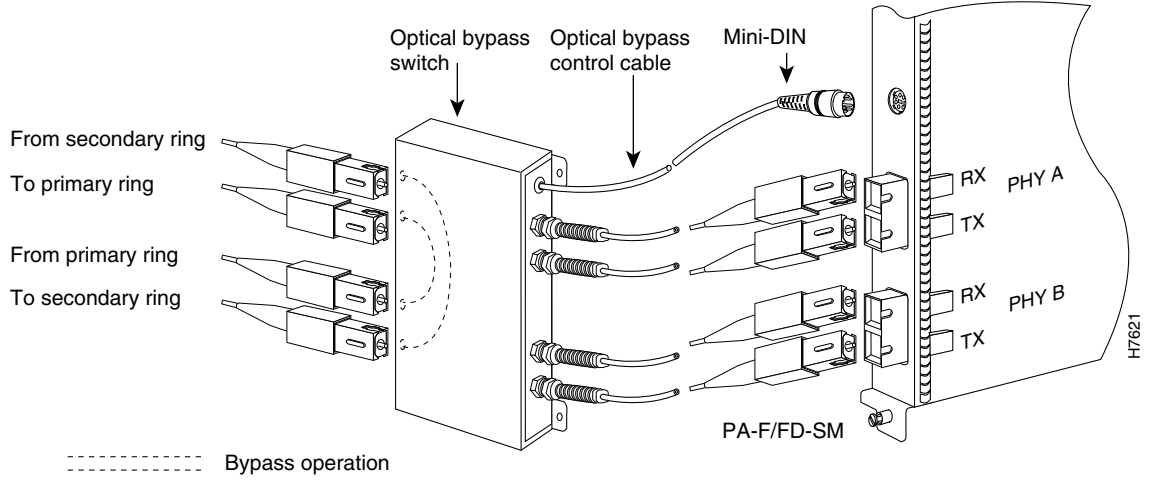 Optical bypass
switch
Optical bypass
control cable
Mini-DIN
From secondary ring
To primary ring
From primary ring
To secondary ring
RX
PHY A
TX
RX
PHY B
TX
H7621
PA-F/FD-SM
Bypass operation